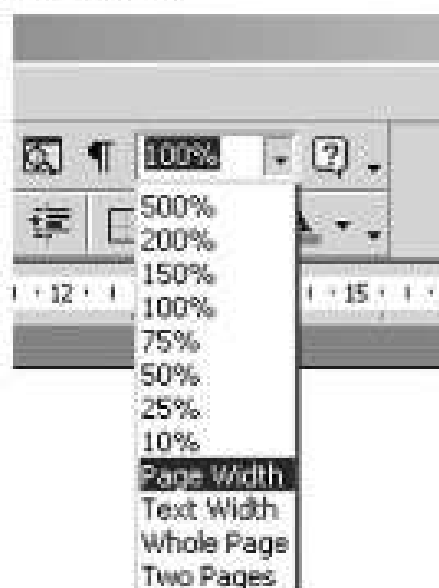 ¶ 100% ?
500%
200%
150%
· 12 · 100% · 15 ·
75%
50%
25%
10%
Page Width
Text Width
Whole Page
Two Pages